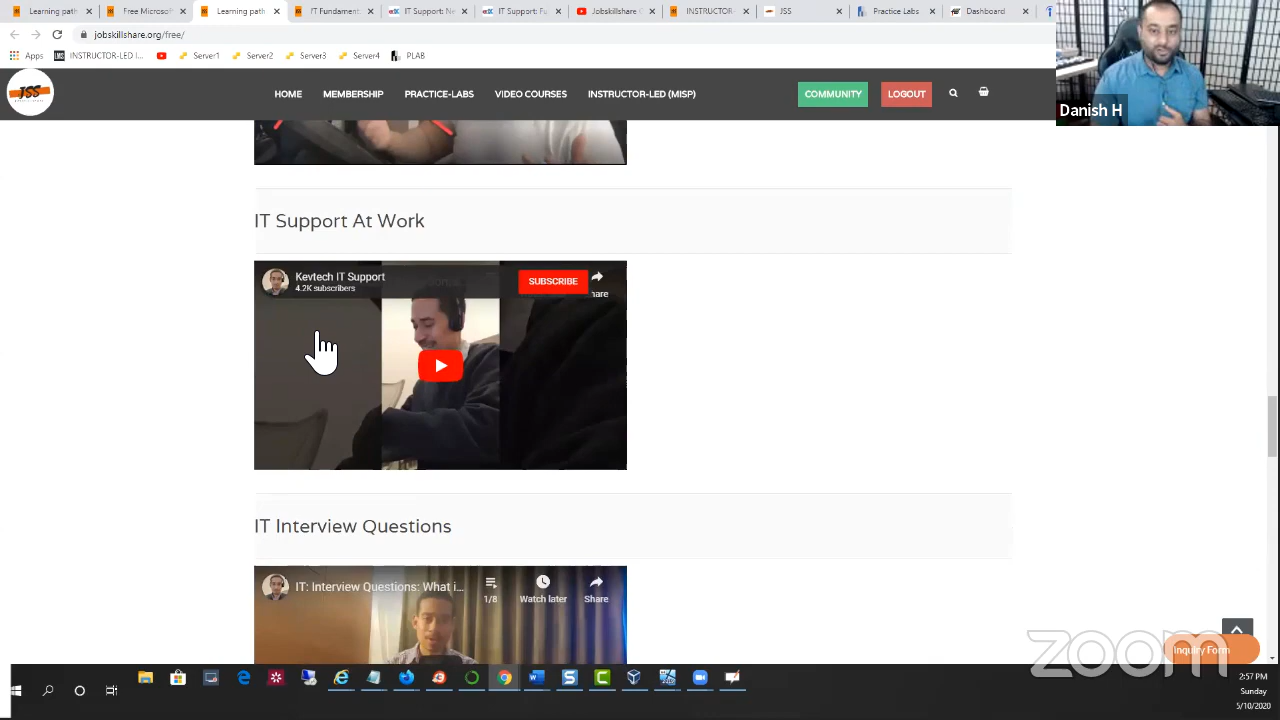 Learning path
Free Microsoft
Learning path
IT Fundament
IT Support: Ne
IT Support: Fu
Jobskillshare C
INSTRUCTOR
JSS
Practice Labs
Dashboard
jobskillshare.org/free/
Apps
LMS
INSTRUCTOR-LED I...
Server1
Server2
Server3
Server4
PLAB
JSS
HOME
MEMBERSHIP
PRACTICE-LABS
VIDEO COURSES
INSTRUCTOR-LED (MISP)
COMMUNITY
LOGOUT
Danish H
IT Support At Work
Kevtech IT Support
4.2K subscribers
SUBSCRIBE
hare
IT Interview Questions
IT: Interview Questions: What i...
1/8
Watch later
Share
zoom
Inquiry Form
2:57 PM
Sunday
5/10/2020